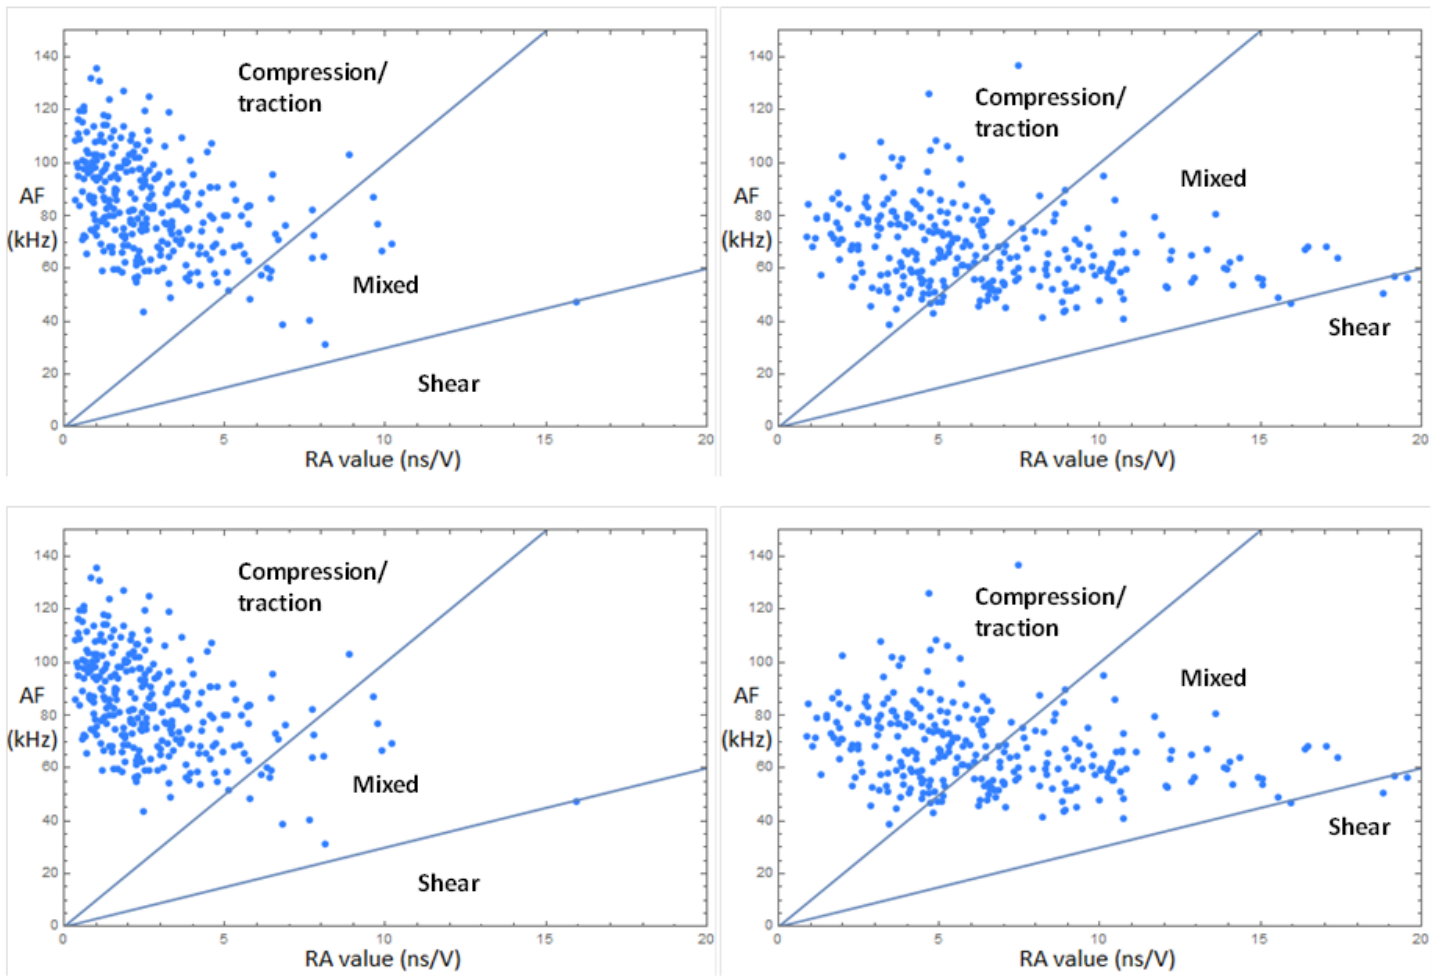 140
Compression/
traction
120
100
AF
80
(kHz)
60
Mixed
40
20
Shear
0
0 5 10 15 20
RA value (ns/V)
140
Compression/
traction
120
100
Mixed
AF
80
(kHz)
60
40
Shear
20
0
0 5 10 15 20
RA value (ns/V)
140
Compression/
traction
120
100
AF
80
(kHz)
60
Mixed
40
20
Shear
0
0 5 10 15 20
RA value (ns/V)
140
Compression/
traction
120
100
Mixed
AF
80
(kHz)
60
40
Shear
20
0
0 5 10 15 20
RA value (ns/V)